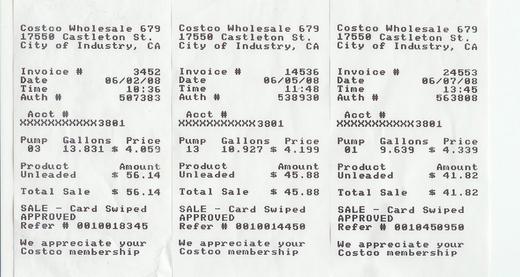 Costco Wholesale 679
17550 Castleton St.
City of Industry, CA
Invoice # 3452
Date 06/02/08
Time 10:36
Auth # 507383
Acct #
XXXXXXXXXXXX3801
Pump Gallons Price
03 13.831 $ 4.059
Product Amount
Unleaded $ 56.14
Total Sale $ 56.14
SALE - Card Swiped
APPROVED
Refer # 0010018345
We appreciate your
Costco membership
Costco Wholesale 679
17550 Castleton St.
City of Industry, CA
Invoice # 14536
Date 06/05/08
Time 11:48
Auth # 538930
Acct #
XXXXXXXXXXXX3801
Pump Gallons Price
13 10.927 $ 4.199
Product Amount
Unleaded $ 45.88
Total Sale $ 45.88
SALE - Card Swiped
APPROVED
Refer # 0010014450
We appreciate your
Costco membership
Costco Wholesale 679
17550 Castleton St.
City of Industry, CA
Invoice # 24553
Date 06/07/08
Time 13:45
Auth # 563808
Acct #
XXXXXXXXXXXX3801
Pump Gallons Price
01 9.639 $ 4.339
Product Amount
Unleaded $ 41.82
Total Sale $ 41.82
SALE - Card Swiped
APPROVED
Refer # 0010450950
We appreciate your
Costco membership